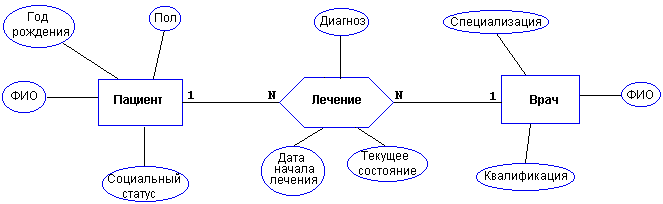 Год
рождения
Пол
Диагноз
Специализация
ФИО
Пациент
1
N
Лечение
N
1
Врач
ФИО
Социальный
статус
Дата
начала
лечения
Текущее
состояние
Квалификация